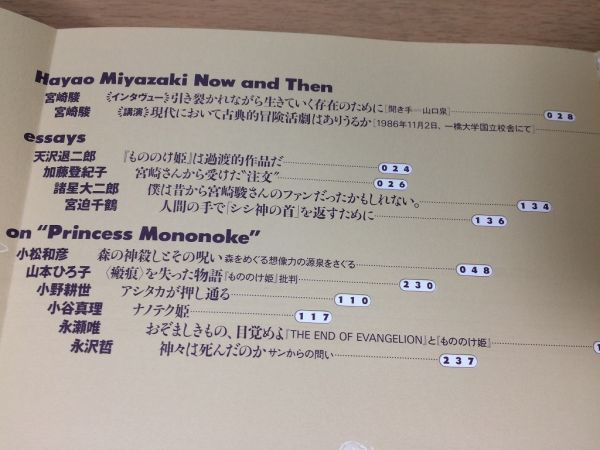 Hayao Miyazaki Now and Then
宮崎駿 インタヴュー 引き裂かれながら生きていく存在のために[聞き手──山口泉] 028
宮崎駿 講演 現代において古典的冒険活劇はありうるか[1986年11月2日、一橋大学国立校舎にて]
essays
天沢退二郎 『もののけ姫』は過渡的作品だ 024
加藤登紀子 宮崎さんから受けた"注文" 026
諸星大二郎 僕は昔から宮崎駿さんのファンだったかもしれない。 134
宮迫千鶴 人間の手で「シシ神の首」を返すために 136
on "Princess Mononoke"
小松和彦 森の神殺しとその呪い 森をめぐる想像力の源泉をさぐる 048
山本ひろ子 〈瘢痕〉を失った物語 『もののけ姫』批判 230
小野耕世 アシタカが押し通る 110
小谷真理 ナノテク姫 117
永瀬唯 おぞましきもの、目覚めよ『THE END OF EVANGELION』と『もののけ姫』
永沢哲 神々は死んだのか サンからの問い 237